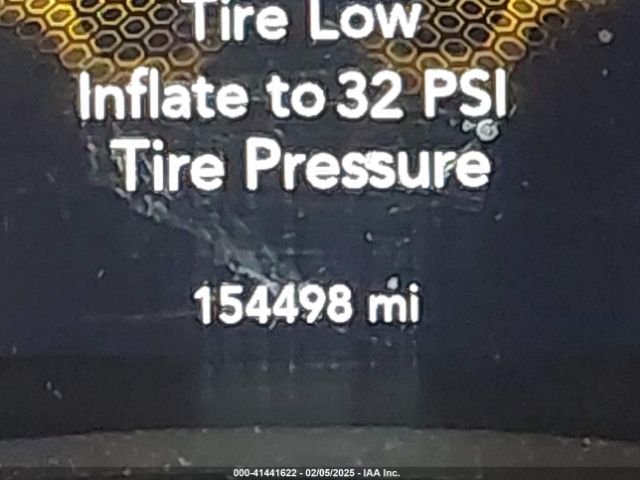 Tire Low
Inflate to 32 PSI
Tire Pressure
154498 mi
000-41441622 - 02/05/2025 - IAA Inc.